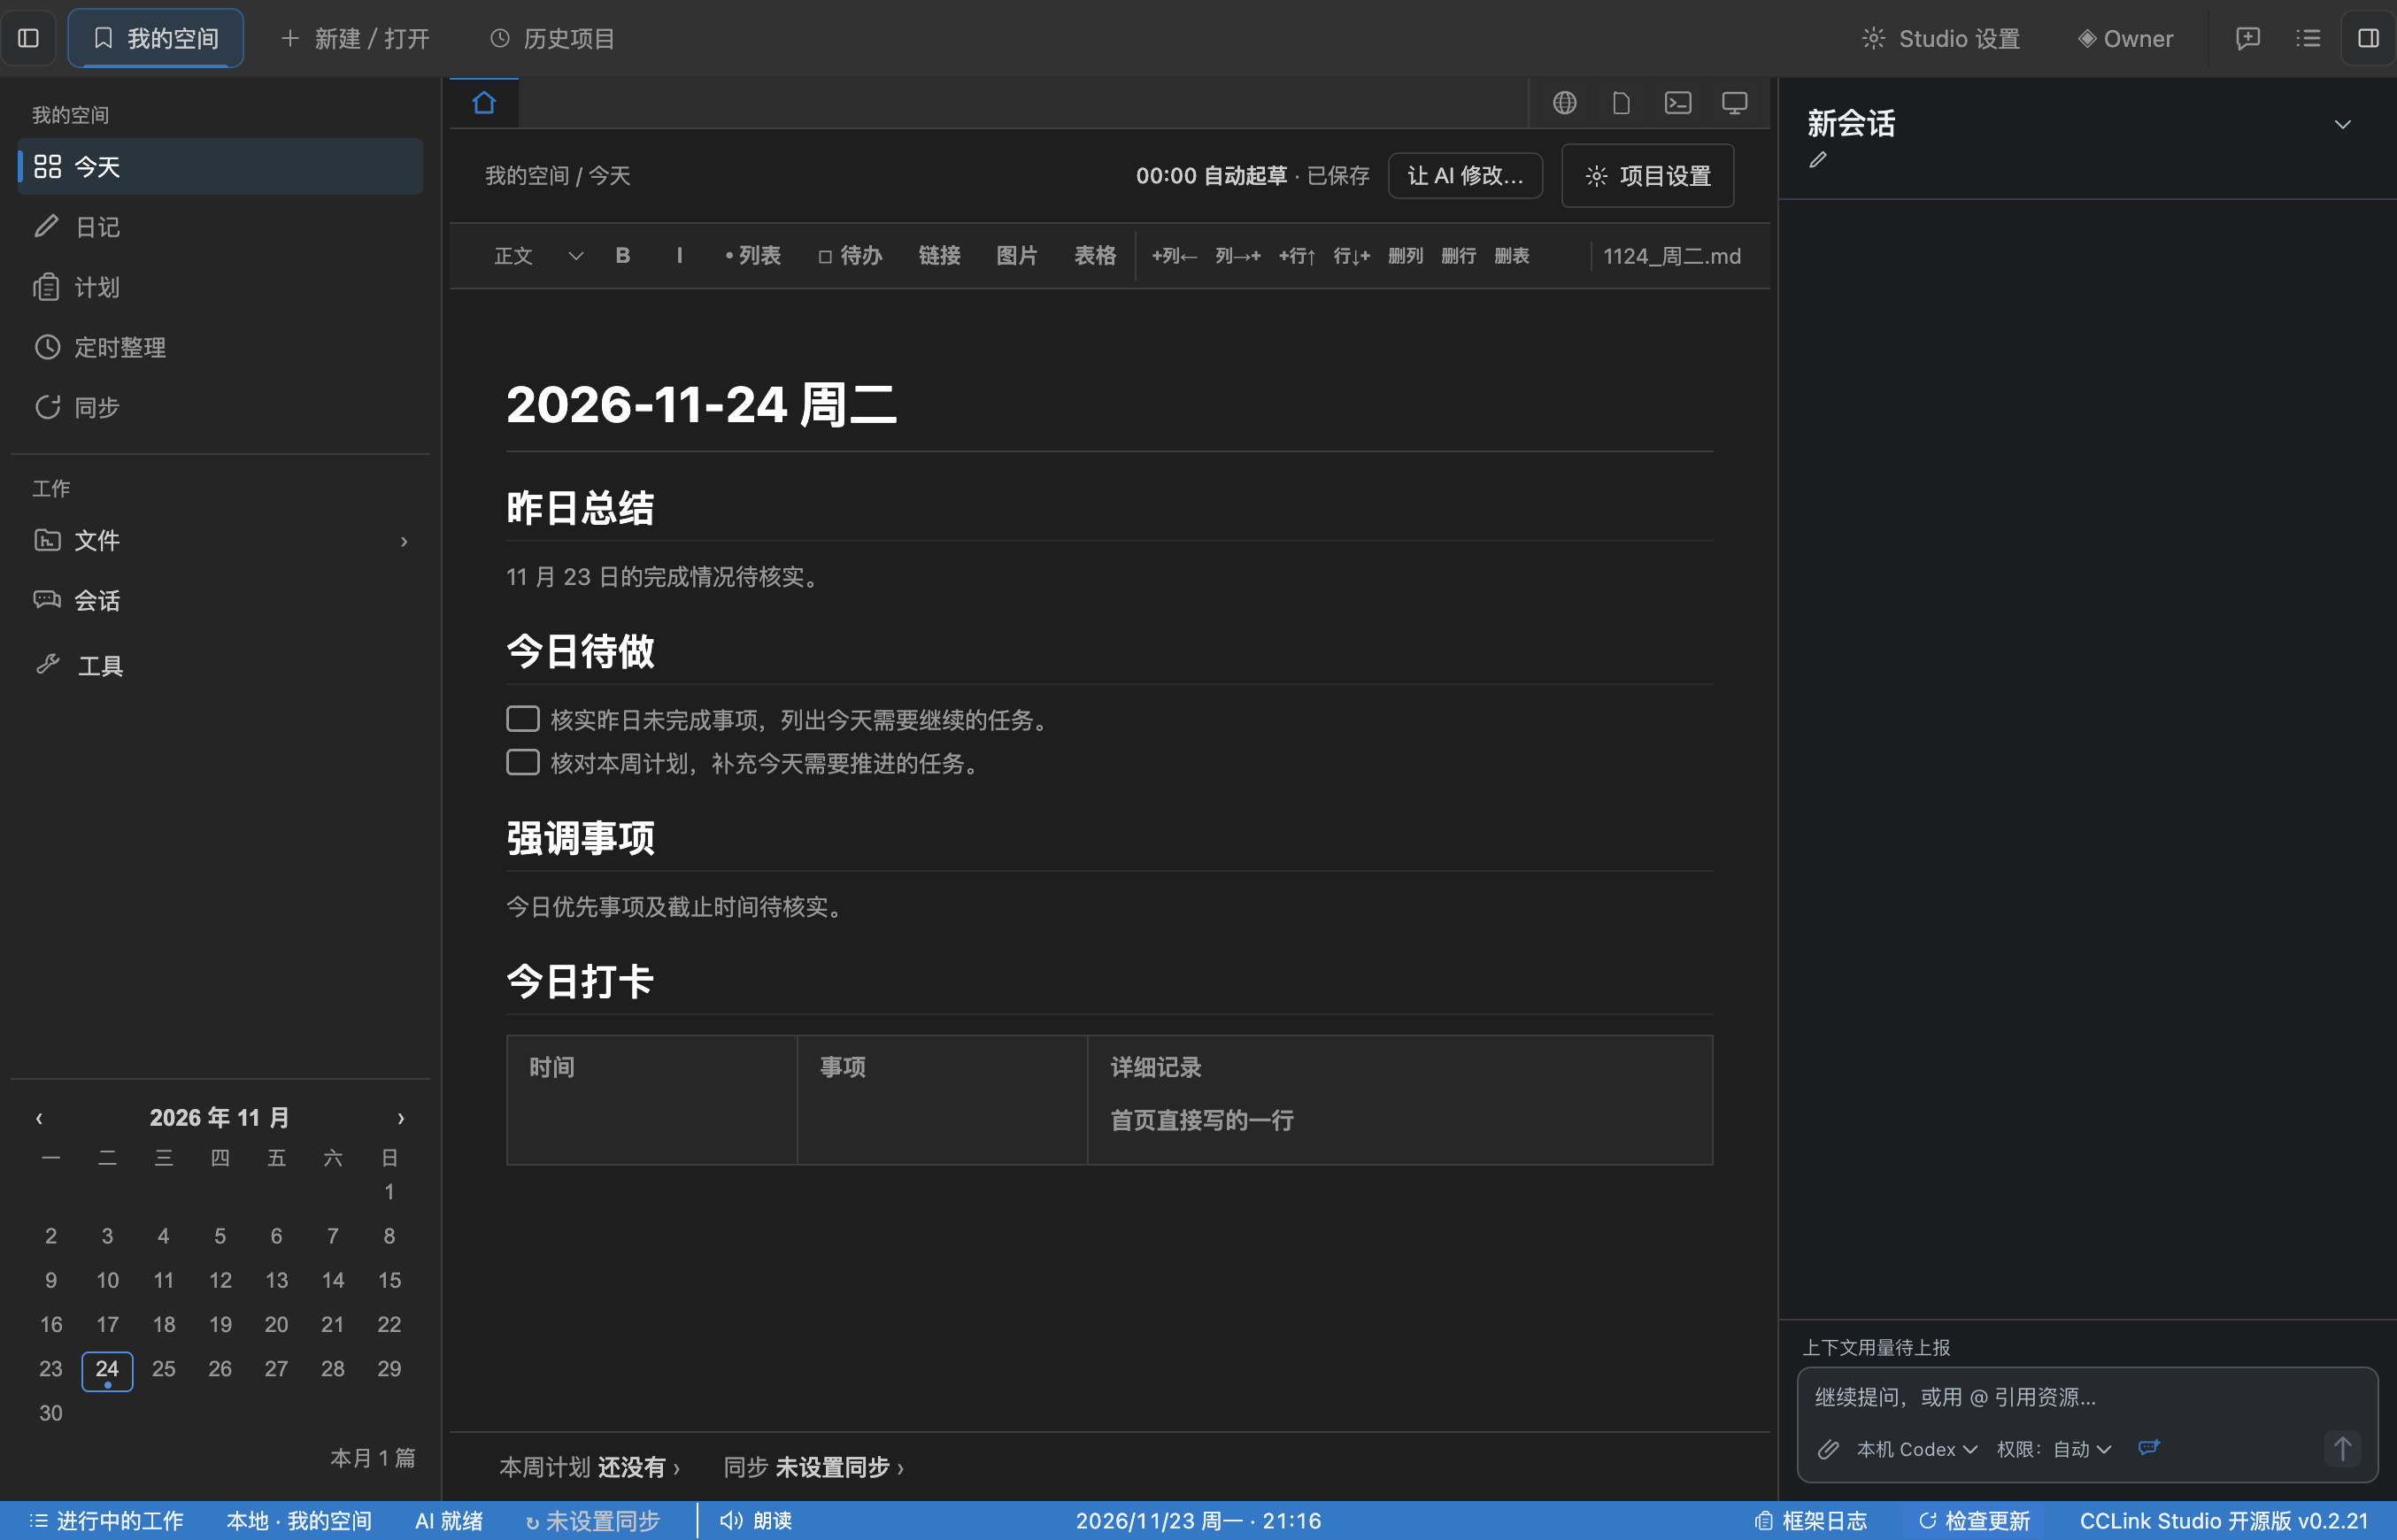 我的空间
新建 / 打开
历史项目
Studio 设置
Owner
我的空间
今天
日记
计划
定时整理
同步
工作
文件
会话
工具
2026 年 11 月
一 二 三 四 五 六 日
1
2 3 4 5 6 7 8
9 10 11 12 13 14 15
16 17 18 19 20 21 22
23 24 25 26 27 28 29
30
本月 1 篇
我的空间 / 今天
00:00 自动起草 · 已保存
让 AI 修改...
项目设置
正文 B I • 列表 □ 待办 链接 图片 表格 +列← 列→+ +行↑ 行↓+ 删列 删行 删表 1124_周二.md
2026-11-24 周二
昨日总结
11 月 23 日的完成情况待核实。
今日待做
核实昨日未完成事项，列出今天需要继续的任务。
核对本周计划，补充今天需要推进的任务。
强调事项
今日优先事项及截止时间待核实。
今日打卡
时间 事项 详细记录
首页直接写的一行
本周计划 还没有 › 同步 未设置同步 ›
新会话
上下文用量待上报
继续提问，或用 @ 引用资源...
本机 Codex 权限：自动
进行中的工作 本地 · 我的空间 AI 就绪 ↻ 未设置同步 朗读 2026/11/23 周一 · 21:16 框架日志 检查更新 CCLink Studio 开源版 v0.2.21